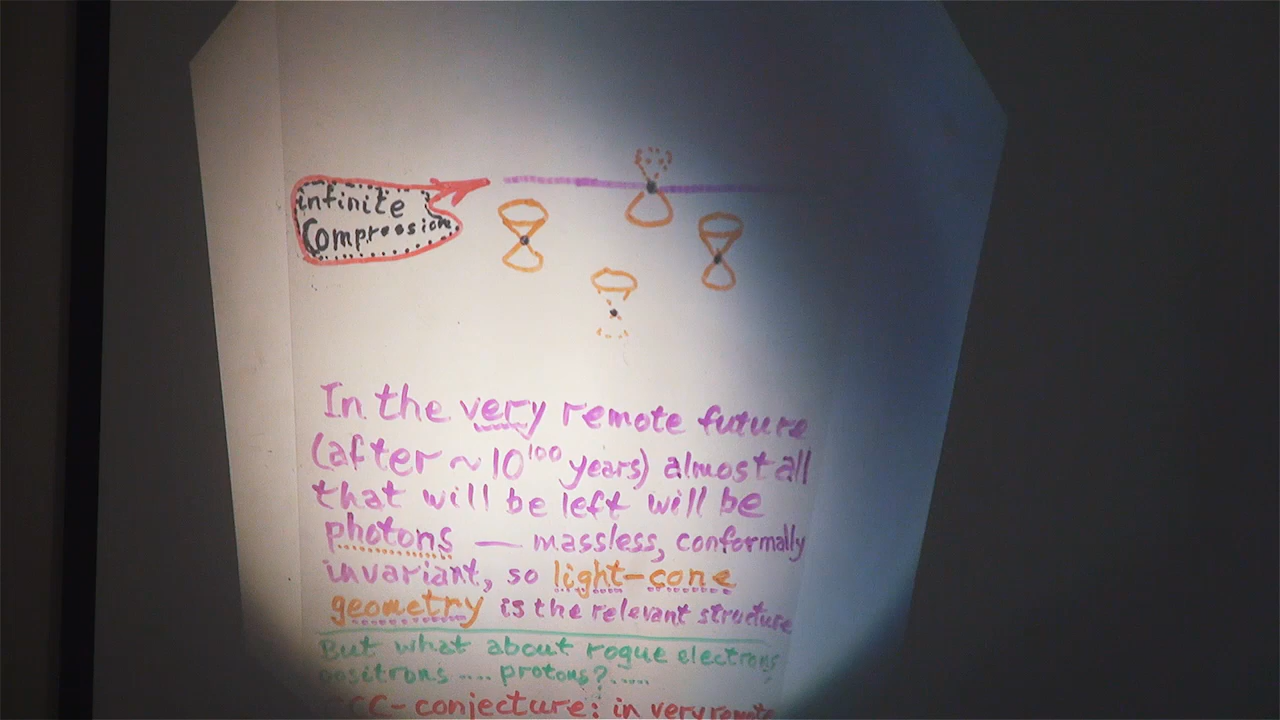 infinite
Compression
In the very remote future
(after ~10¹⁰⁰ years) almost all
that will be left will be
photons — massless, conformally
invariant, so light-cone
geometry is the relevant structure
But what about rogue electrons
positrons .... protons?.....
CC-conjecture: in very remote